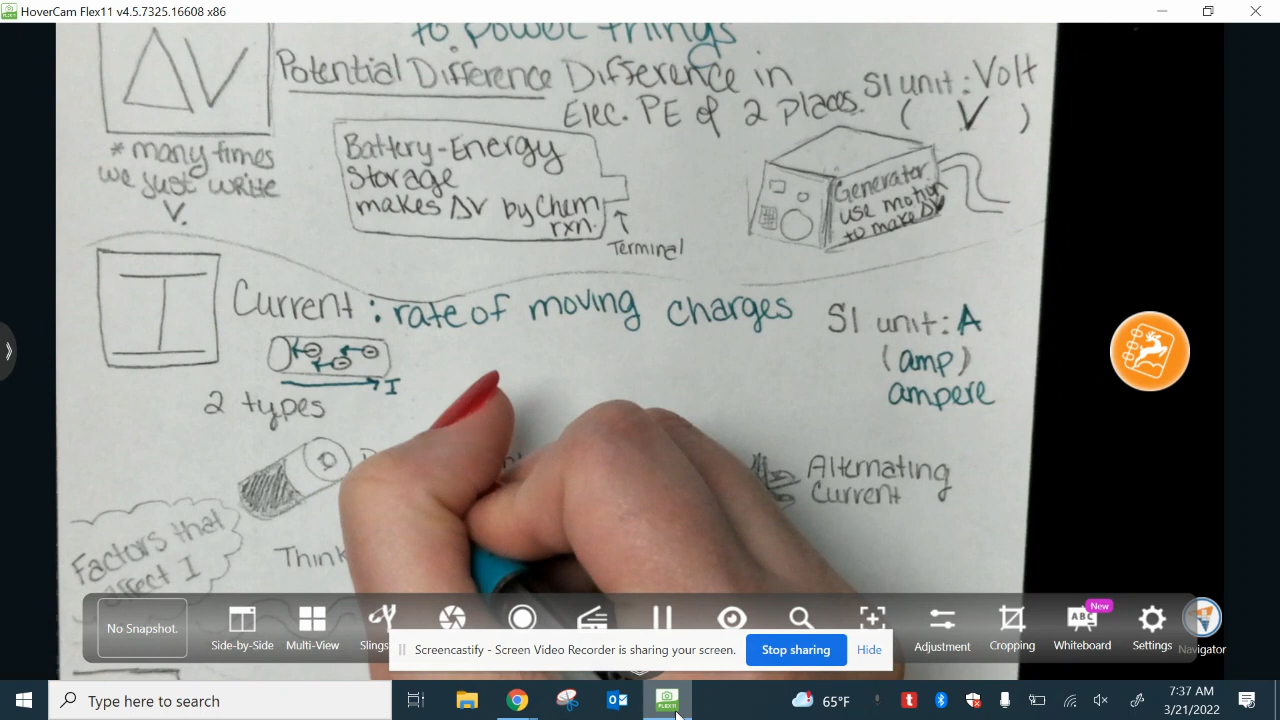 HoverCam Flex11 v4.5.7325.16608 x86
to power things
ΔV
Potential Difference Difference in
Elec. PE of 2 places.
SI unit: Volt
( V )
* many times
we just write
V.
Battery-Energy
Storage
makes ΔV by Chem
rxn.
Terminal
Generator
use motion
to make ΔV
I
Current: rate of moving charges
SI unit: A
(amp)
ampere
I
2 types
Alternating
Current
Factors that
affect I
Think
No Snapshot.
Side-by-Side
Multi-View
Slings
Adjustment
Cropping
New
ABC
Whiteboard
Settings
Navigator
Screencastify - Screen Video Recorder is sharing your screen.
Stop sharing
Hide
Type here to search
FLEX11
65°F
7:37 AM
3/21/2022